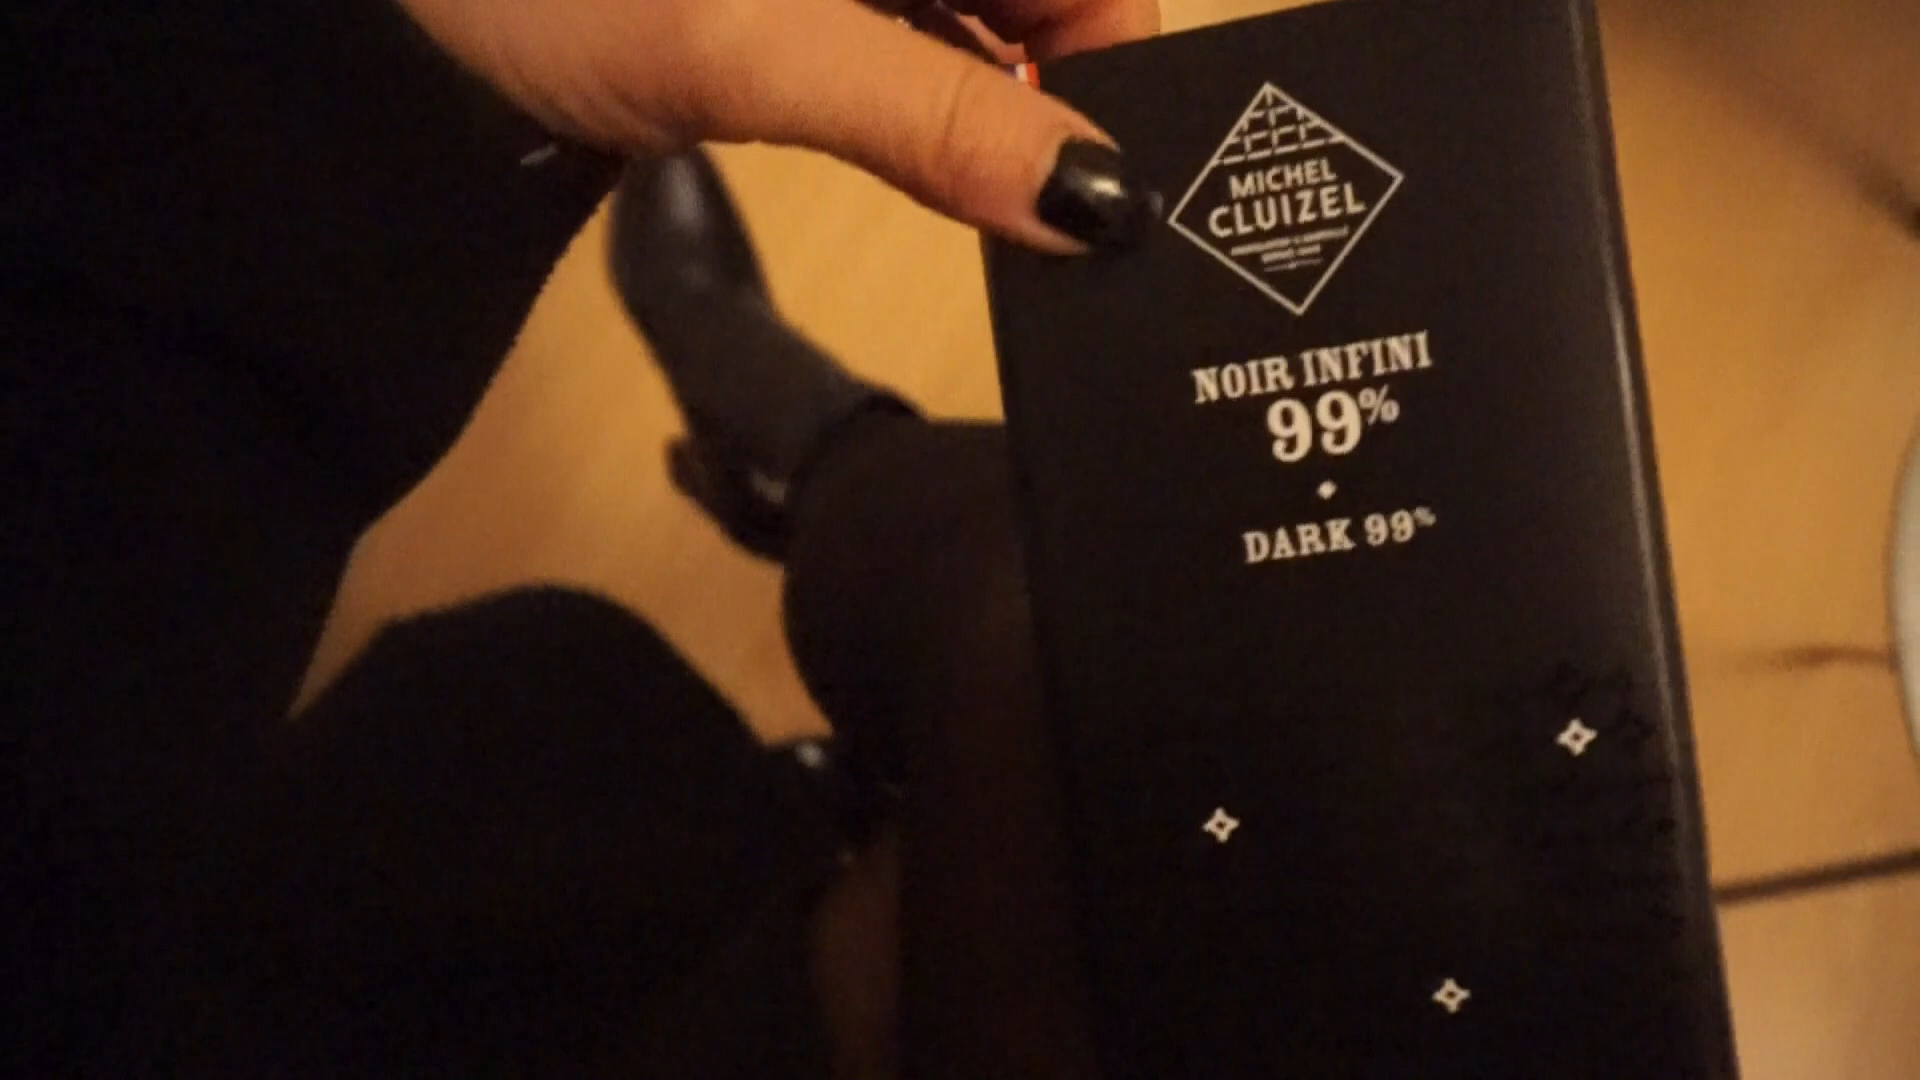 MICHEL
CLUIZEL
NOIR INFINI
99%
DARK 99%